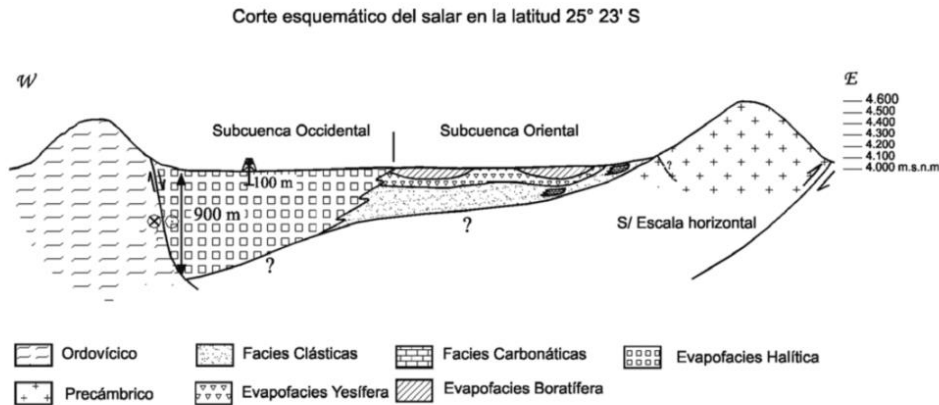 Corte esquemático del salar en la latitud 25° 23' S
W
E
4.600
4.500
4.400
4.300
4.200
4.100
4.000 m.s.n.m
Subcuenca Occidental
Subcuenca Oriental
100 m
900 m
?
?
?
S/ Escala horizontal
Ordovícico
Facies Clásticas
Facies Carbonáticas
Evapofacies Halítica
Precámbrico
Evapofacies Yesífera
Evapofacies Boratífera